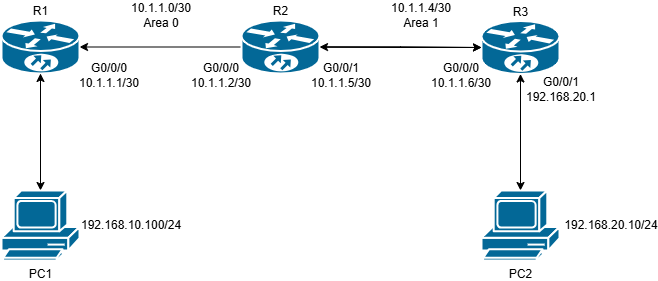 R1
10.1.1.0/30
Area 0
R2
10.1.1.4/30
Area 1
R3
G0/0/0
10.1.1.1/30
G0/0/0
10.1.1.2/30
G0/0/1
10.1.1.5/30
G0/0/0
10.1.1.6/30
G0/0/1
192.168.20.1
192.168.10.100/24
192.168.20.10/24
PC1
PC2